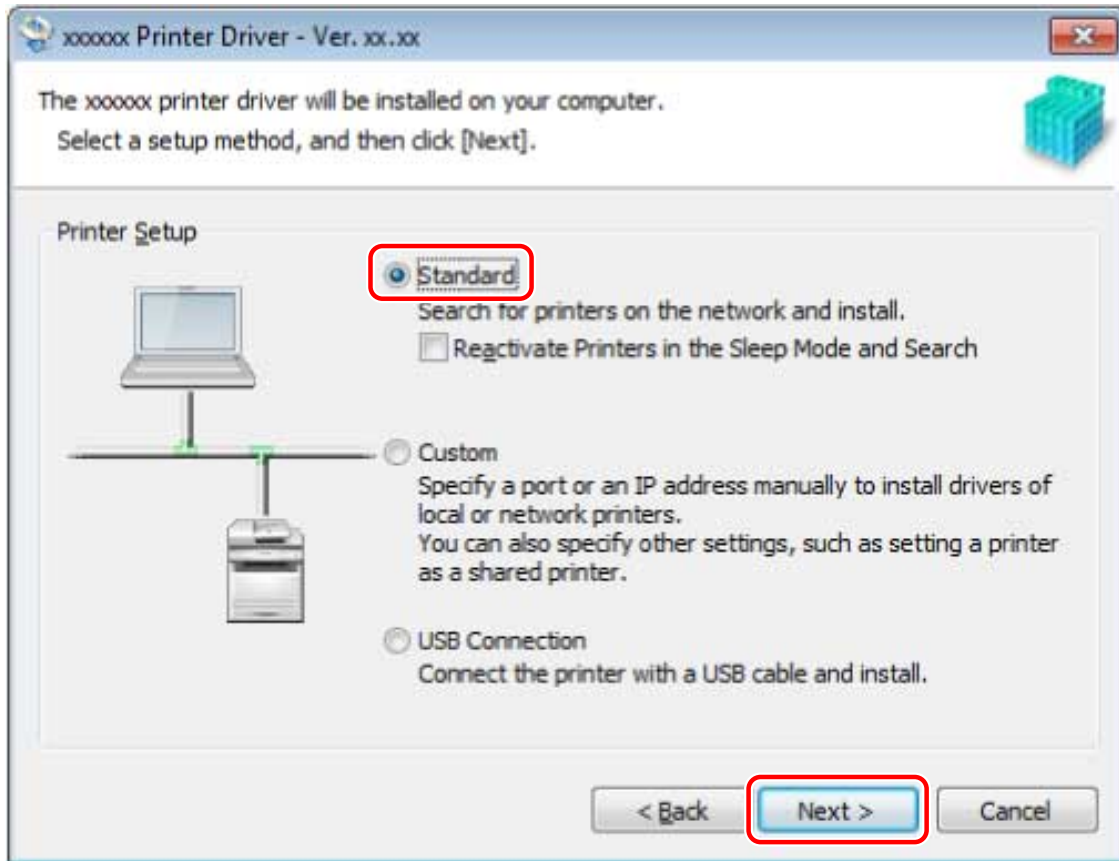 xxxxxx Printer Driver - Ver. xx.xx
The xxxxxx printer driver will be installed on your computer.
Select a setup method, and then click [Next].
Printer Setup
Standard
Search for printers on the network and install.
Reactivate Printers in the Sleep Mode and Search
Custom
Specify a port or an IP address manually to install drivers of
local or network printers.
You can also specify other settings, such as setting a printer
as a shared printer.
USB Connection
Connect the printer with a USB cable and install.
< Back
Next >
Cancel